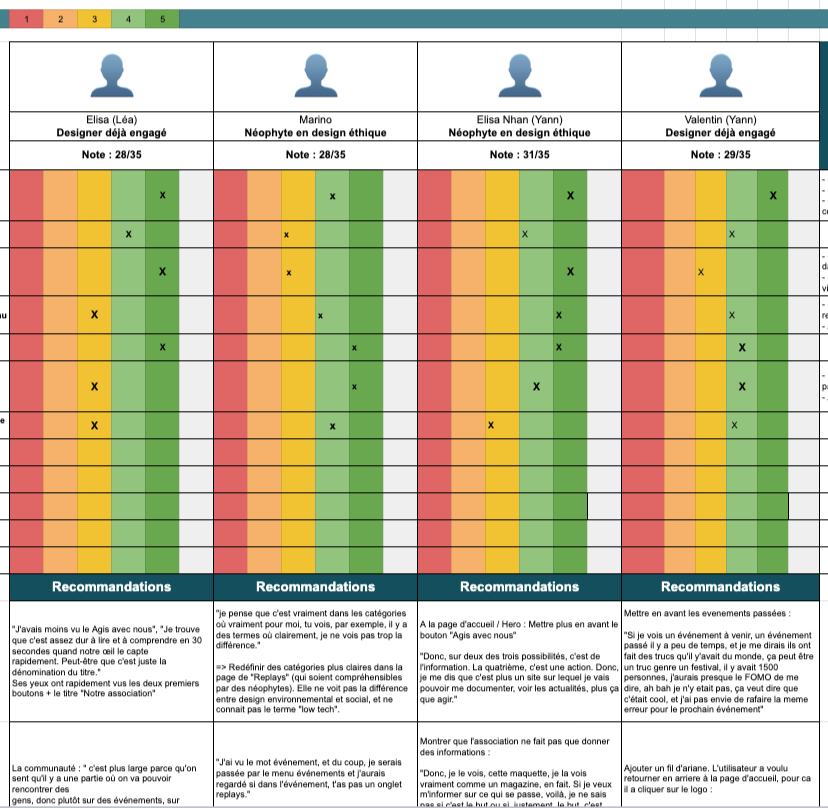 1 2 3 4 5
Elisa (Léa)
Designer déjà engagé
Note : 28/35
Marino
Néophyte en design éthique
Note : 28/35
Elisa Nhan (Yann)
Néophyte en design éthique
Note : 31/35
Valentin (Yann)
Designer déjà engagé
Note : 29/35
x x x x
x x x x
x x x x
x x x x
x x x x
x x x x
x x x x
Recommandations
Recommandations
Recommandations
Recommandations
"J'avais moins vu le Agis avec nous", "Je trouve
que c'est assez dur à lire et à comprendre en 30
secondes quand notre œil le capte
rapidement. Peut-être que c'est juste la
dénomination du titre."
Ses yeux ont rapidement vus les deux premiers
boutons + le titre "Notre association"
"je pense que c'est vraiment dans les catégories
où vraiment pour moi, tu vois, par exemple, il y a
des termes où clairement, je ne vois pas trop la
différence."
=> Redéfinir des catégories plus claires dans la
page de "Replays" (qui soient compréhensibles
par des néophytes). Elle ne voit pas la différence
entre design environnemental et social, et ne
connait pas le terme "low tech".
A la page d'accueil / Hero : Mettre plus en avant le
bouton "Agis avec nous"
"Donc, sur deux des trois possibilités, c'est de
l'information. La quatrième, c'est une action. Donc,
je me dis que c'est plus un site sur lequel je vais
pouvoir me documenter, voir les actualités, plus ça
que agir."
Mettre en avant les evenements passées :
"Si je vois un événement à venir, un événement
passé il y a peu de temps, et je me dirais ils ont
fait des trucs qu'il y'avait du monde, ça peut être
un truc genre un festival, il y avait 1500
personnes, j'aurais presque le FOMO de me
dire, ah bah je n'y etait pas, ça veut dire que
c'était cool, et j'ai pas envie de rafaire la meme
erreur pour le prochain événement"
La communauté : " c'est plus large parce qu'on
sent qu'il y a une partie où on va pouvoir
rencontrer des
gens, donc plutôt sur des événements, sur
"J'ai vu le mot événement, et du coup, je serais
passée par le menu événements et j'aurais
regardé si dans l'événement, t'as pas un onglet
replays."
Montrer que l'association ne fait pas que donner
des informations :
"Donc, je le vois, cette maquette, je la vois
vraiment comme un magazine, en fait. Si je veux
m'informer sur ce qui se passe, voilà, je ne sais
pas si c'est le but ou si, justement, le but, c'est
Ajouter un fil d'ariane. L'utilisateur a voulu
retourner en arriere à la page d'accueil, pour ca
il a cliquer sur le logo :